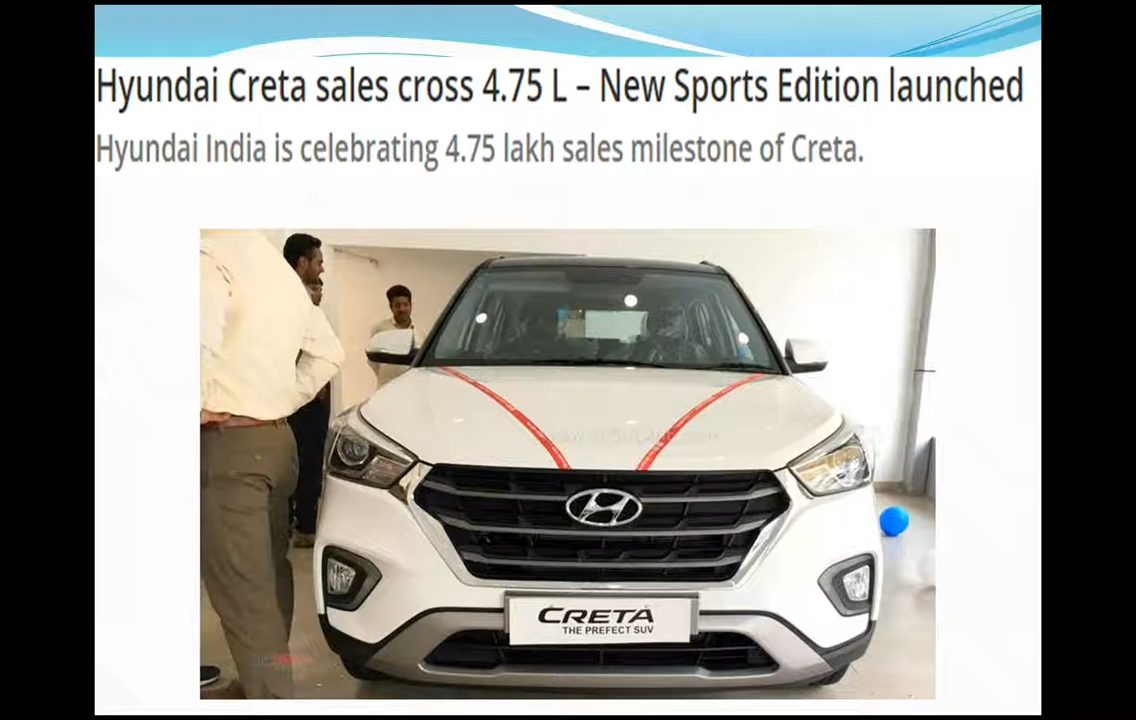 Hyundai Creta sales cross 4.75 L – New Sports Edition launched
Hyundai India is celebrating 4.75 lakh sales milestone of Creta.
CRETA
THE PREFECT SUV